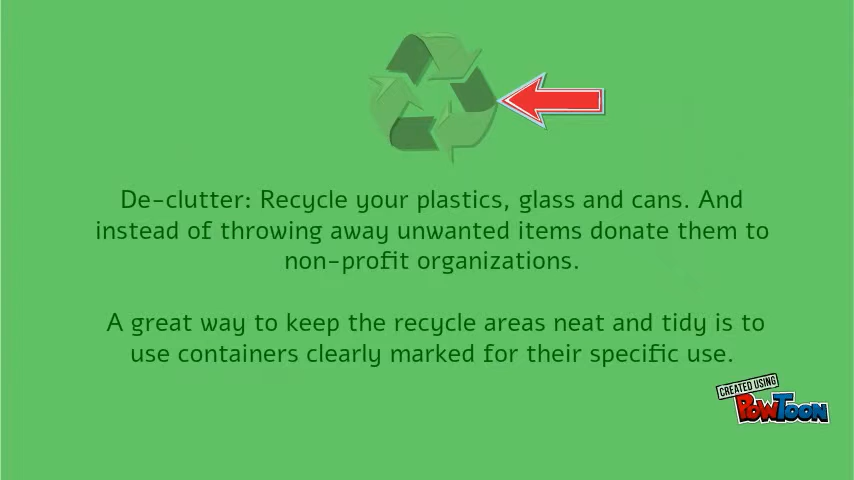 De-clutter: Recycle your plastics, glass and cans. And
instead of throwing away unwanted items donate them to
non-profit organizations.
A great way to keep the recycle areas neat and tidy is to
use containers clearly marked for their specific use.
CREATED USING
POWTOON